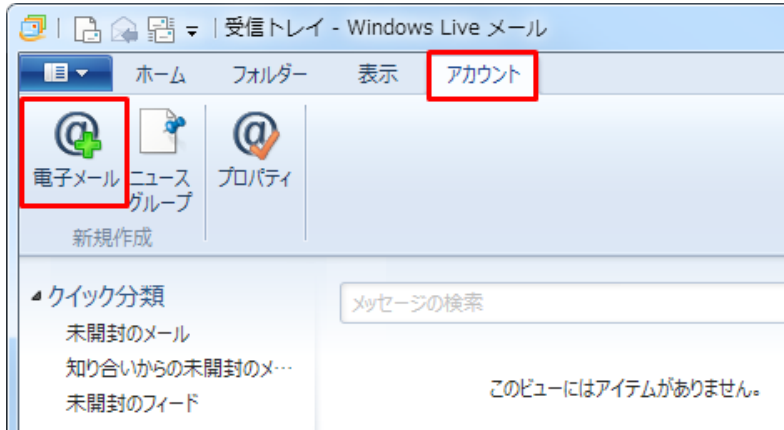 受信トレイ - Windows Live メール
ホーム フォルダー 表示 アカウント
電子メール ニュース グループ プロパティ
新規作成
クイック分類
メッセージの検索
未開封のメール
知り合いからの未開封のメ…
このビューにはアイテムがありません。
未開封のフィード